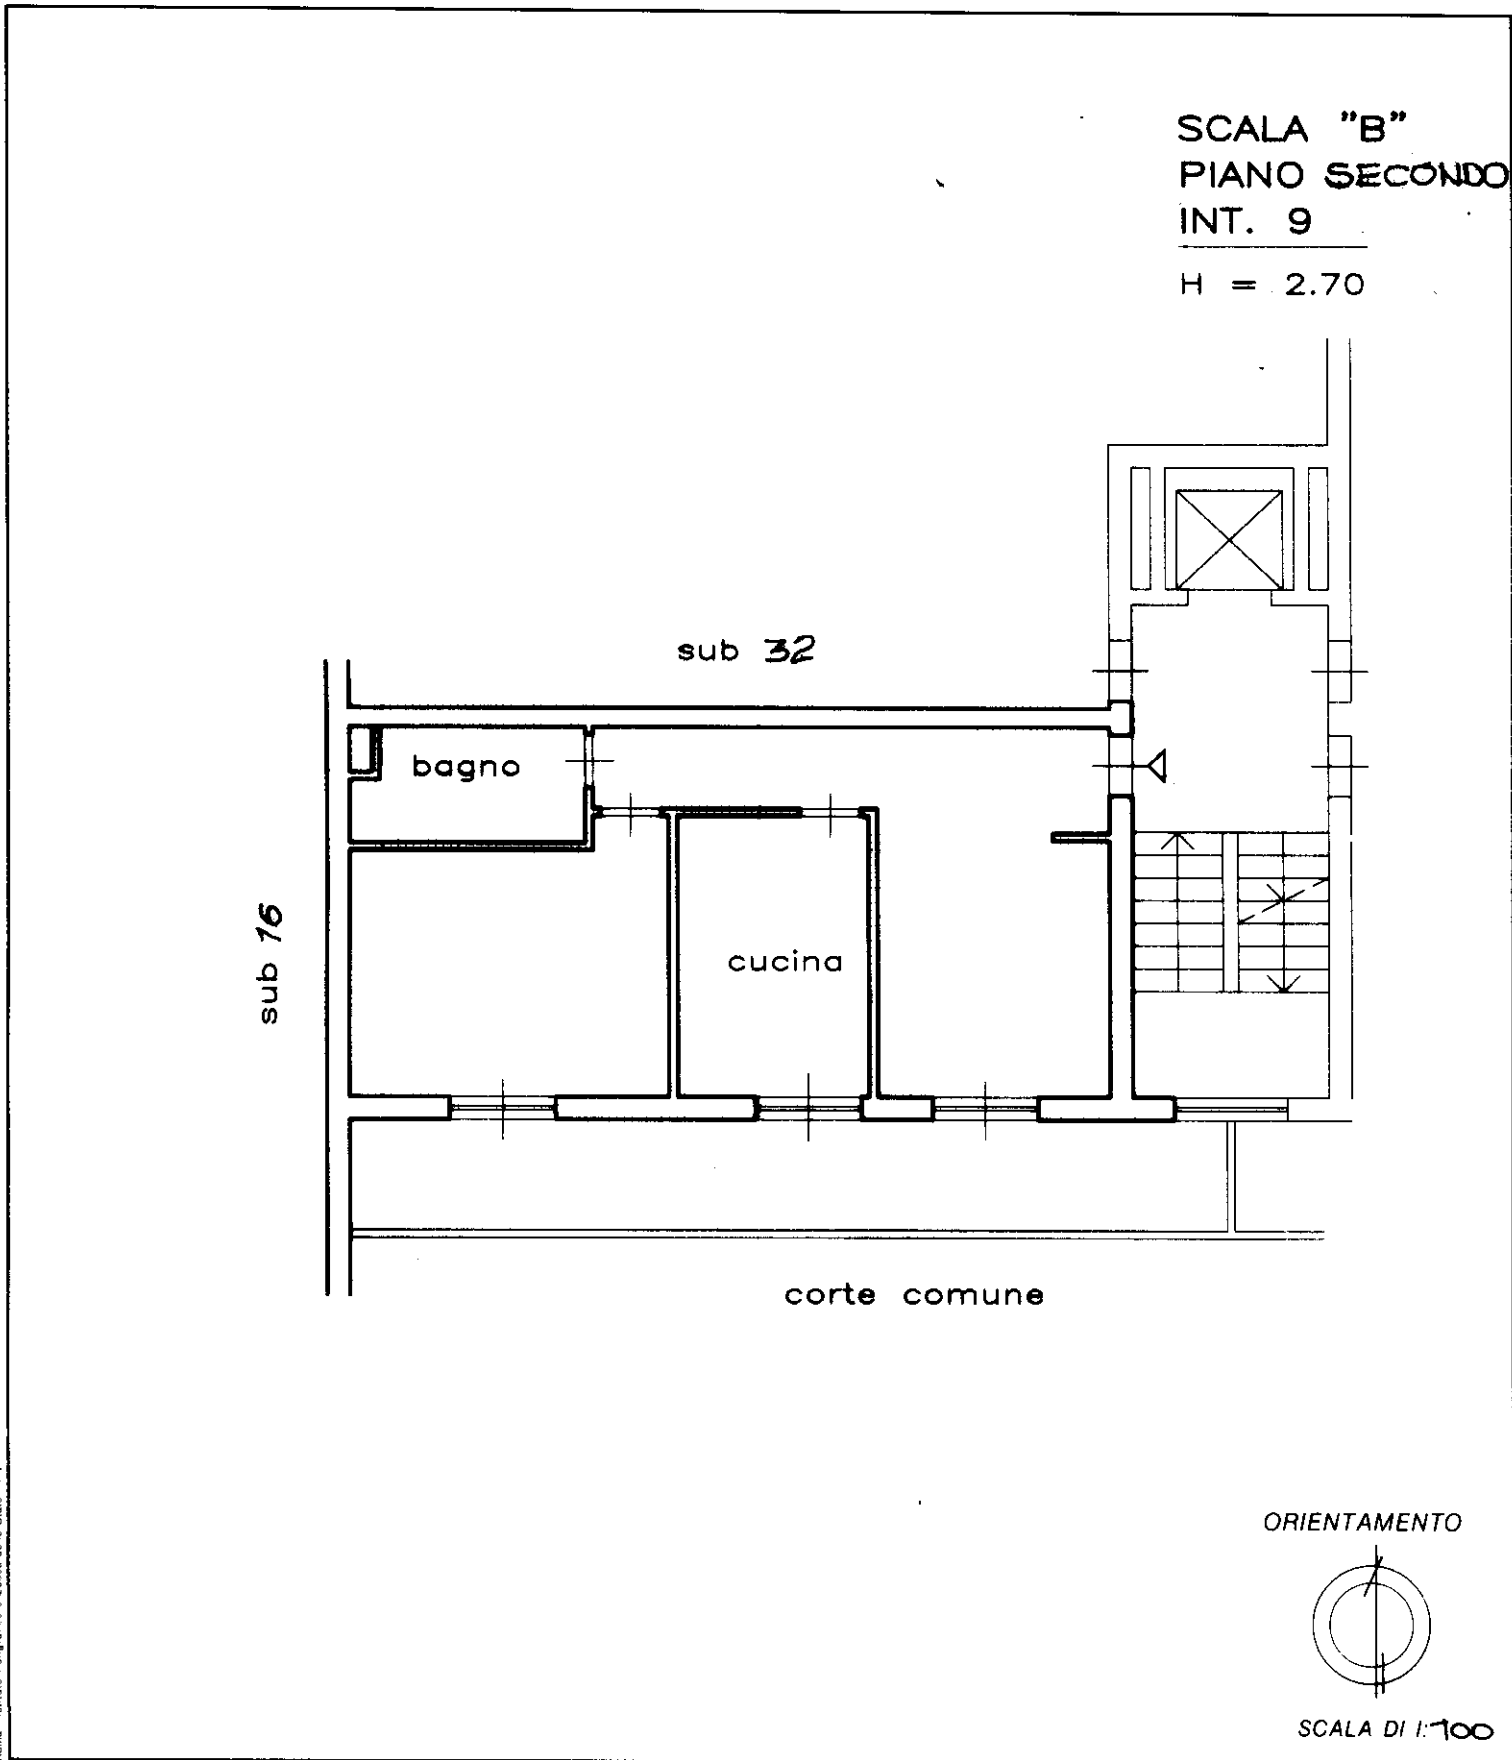 SCALA "B"
PIANO SECONDO
INT. 9
H = 2.70
sub 32
bagno
sub 16
cucina
corte comune
ORIENTAMENTO
SCALA DI 1:100